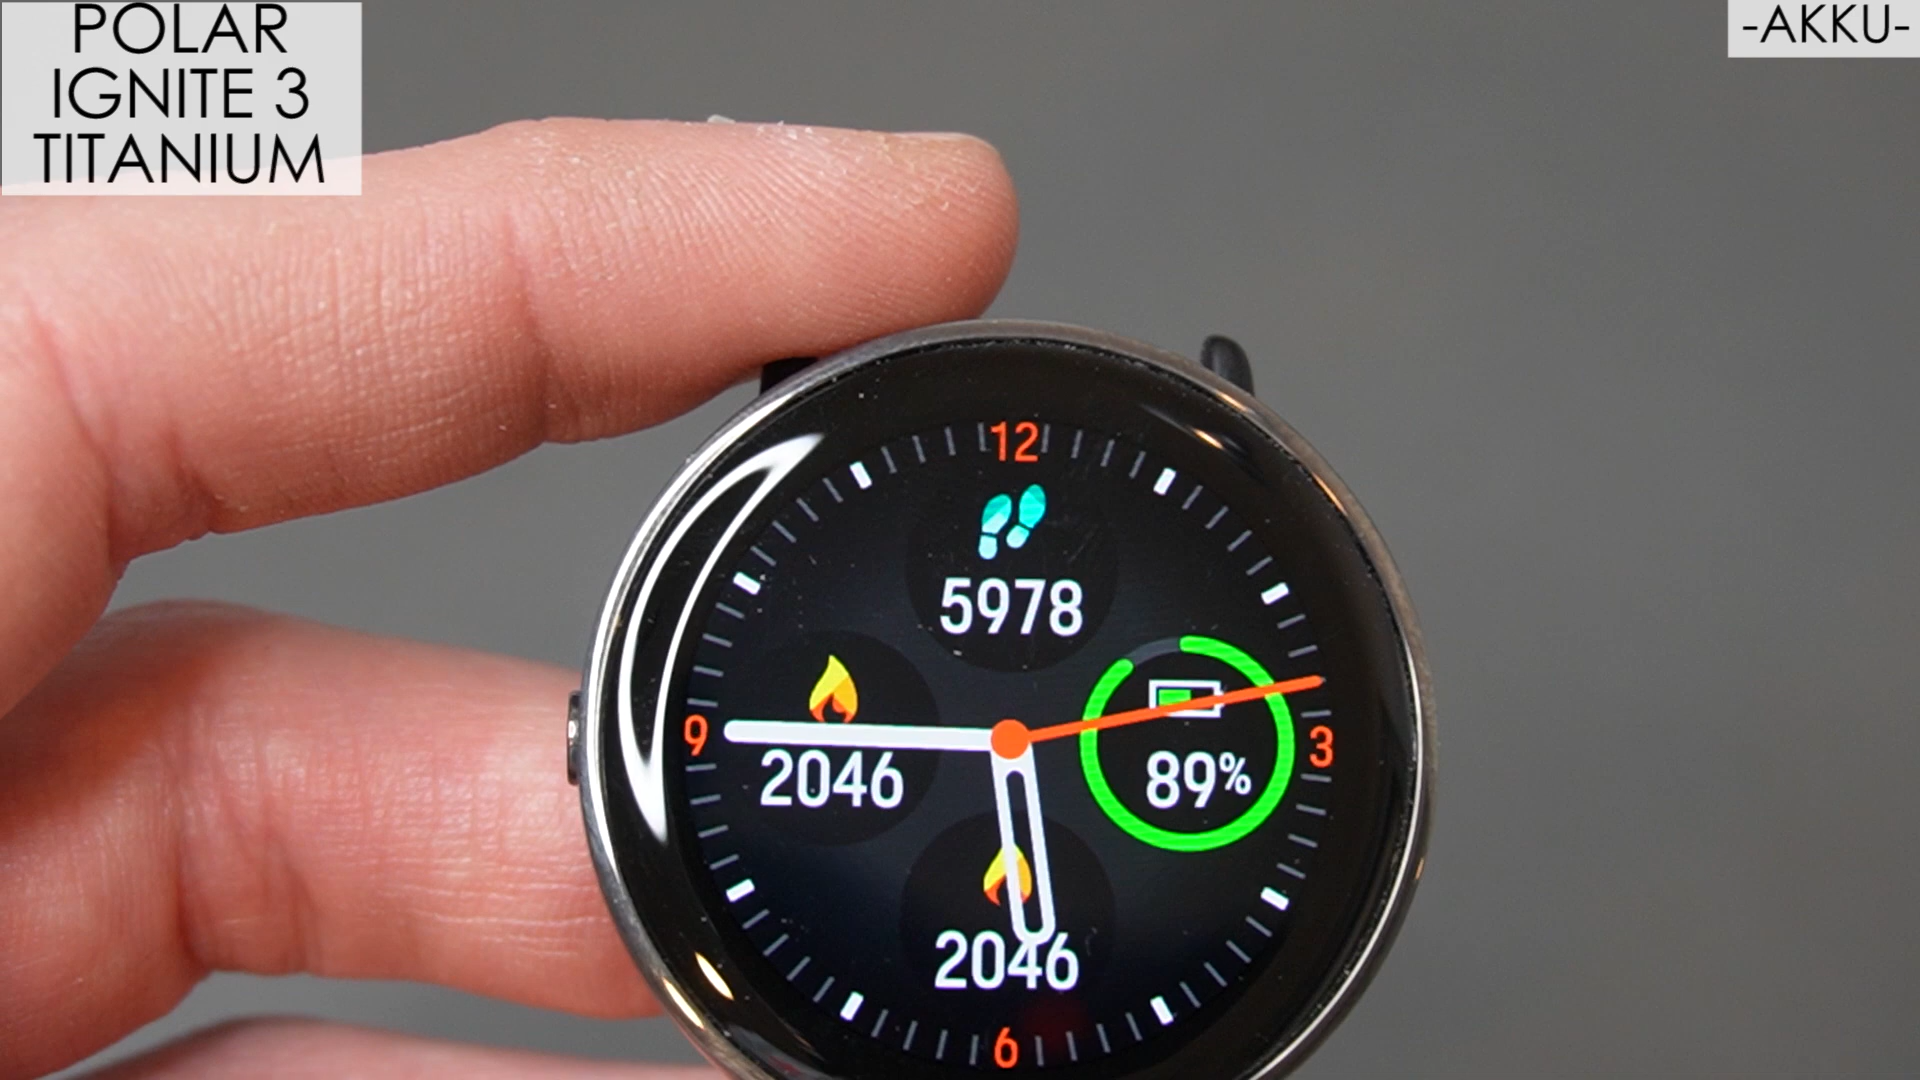 POLAR
IGNITE 3
TITANIUM
-AKKU-
12
5978
9
2046
89%
3
2046
6